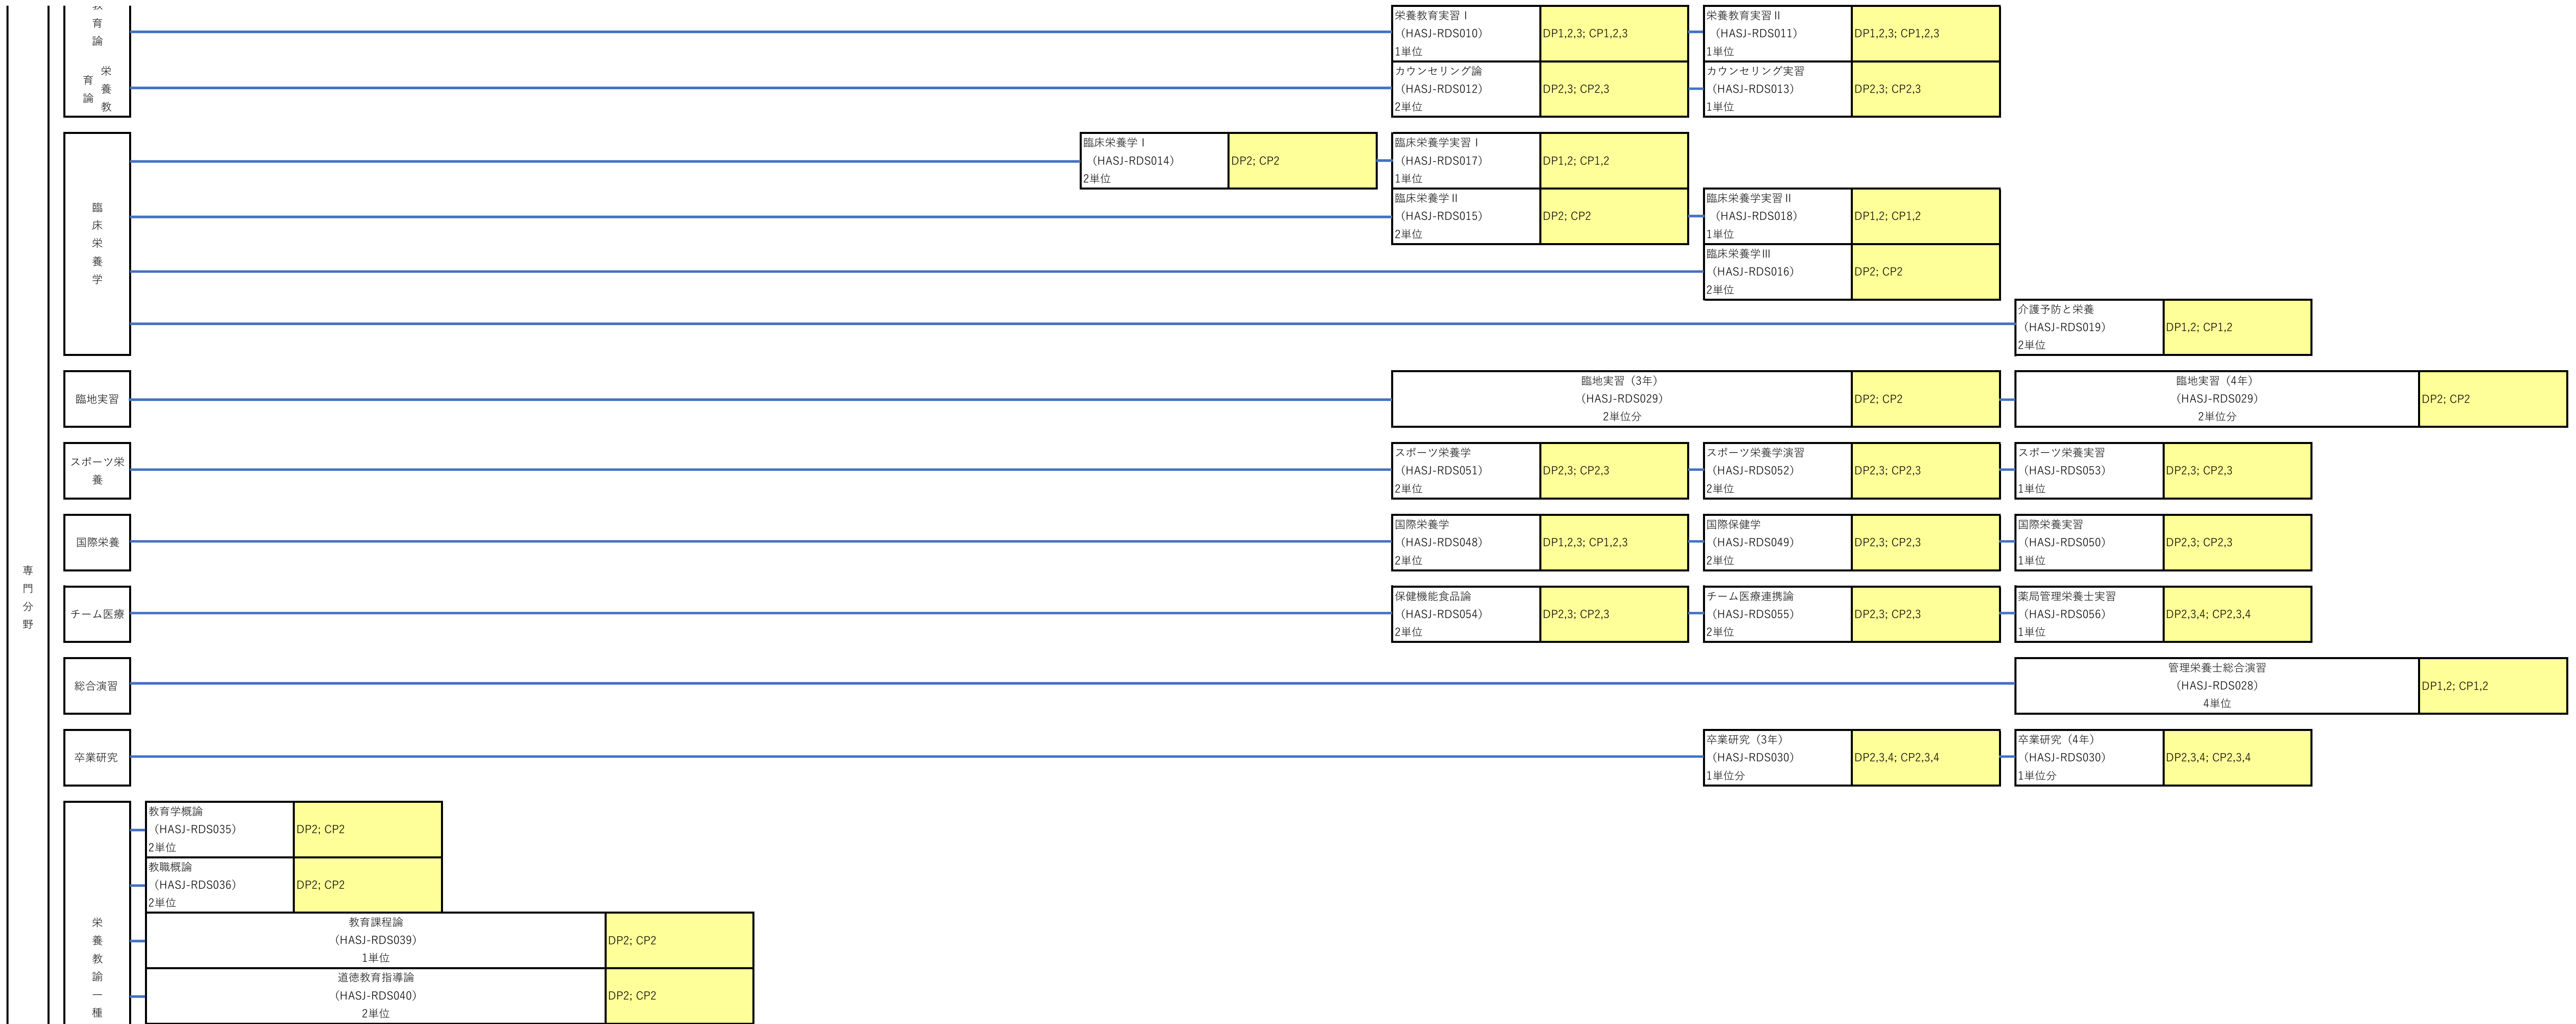 専門分野
育論
栄養教
育論
栄養教育実習Ⅰ
（HASJ-RDS010）
1単位
DP1,2,3; CP1,2,3
栄養教育実習Ⅱ
（HASJ-RDS011）
1単位
DP1,2,3; CP1,2,3
カウンセリング論
（HASJ-RDS012）
2単位
DP2,3; CP2,3
カウンセリング実習
（HASJ-RDS013）
1単位
DP2,3; CP2,3
臨床栄養学
臨床栄養学Ⅰ
（HASJ-RDS014）
2単位
DP2; CP2
臨床栄養学実習Ⅰ
（HASJ-RDS017）
1単位
DP1,2; CP1,2
臨床栄養学Ⅱ
（HASJ-RDS015）
2単位
DP2; CP2
臨床栄養学実習Ⅱ
（HASJ-RDS018）
1単位
DP1,2; CP1,2
臨床栄養学Ⅲ
（HASJ-RDS016）
2単位
DP2; CP2
介護予防と栄養
（HASJ-RDS019）
2単位
DP1,2; CP1,2
臨地実習
臨地実習（3年）
（HASJ-RDS029）
2単位分
DP2; CP2
臨地実習（4年）
（HASJ-RDS029）
2単位分
DP2; CP2
スポーツ栄
養
スポーツ栄養学
（HASJ-RDS051）
2単位
DP2,3; CP2,3
スポーツ栄養学演習
（HASJ-RDS052）
2単位
DP2,3; CP2,3
スポーツ栄養実習
（HASJ-RDS053）
1単位
DP2,3; CP2,3
国際栄養
国際栄養学
（HASJ-RDS048）
2単位
DP1,2,3; CP1,2,3
国際保健学
（HASJ-RDS049）
2単位
DP2,3; CP2,3
国際栄養実習
（HASJ-RDS050）
1単位
DP2,3; CP2,3
チーム医療
保健機能食品論
（HASJ-RDS054）
2単位
DP2,3; CP2,3
チーム医療連携論
（HASJ-RDS055）
2単位
DP2,3; CP2,3
薬局管理栄養士実習
（HASJ-RDS056）
1単位
DP2,3,4; CP2,3,4
総合演習
管理栄養士総合演習
（HASJ-RDS028）
4単位
DP1,2; CP1,2
卒業研究
卒業研究（3年）
（HASJ-RDS030）
1単位分
DP2,3,4; CP2,3,4
卒業研究（4年）
（HASJ-RDS030）
1単位分
DP2,3,4; CP2,3,4
栄養教諭一種
教育学概論
（HASJ-RDS035）
2単位
DP2; CP2
教職概論
（HASJ-RDS036）
2単位
DP2; CP2
教育課程論
（HASJ-RDS039）
1単位
DP2; CP2
道徳教育指導論
（HASJ-RDS040）
2単位
DP2; CP2